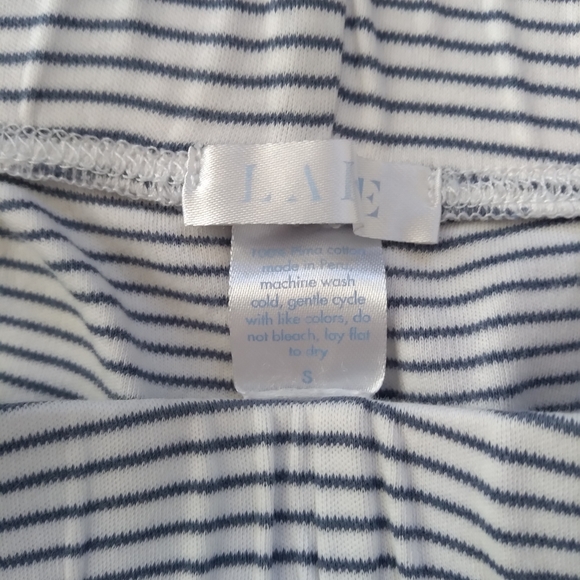 LAKE
100% Pima cotton
made in Peru
machine wash
cold, gentle cycle
with like colors, do
not bleach, lay flat
to dry
S